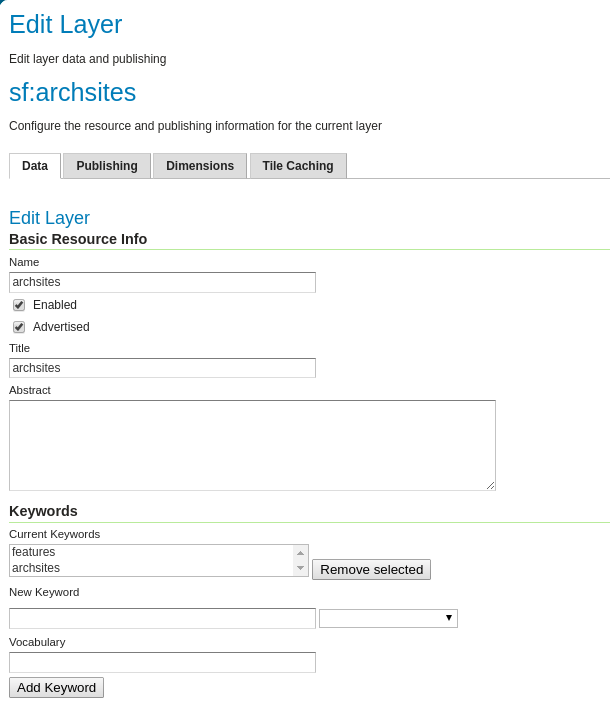 Edit Layer
Edit layer data and publishing
sf:archsites
Configure the resource and publishing information for the current layer
Data Publishing Dimensions Tile Caching
Edit Layer
Basic Resource Info
Name
archsites
Enabled
Advertised
Title
archsites
Abstract
Keywords
Current Keywords
features
archsites
Remove selected
New Keyword
Vocabulary
Add Keyword